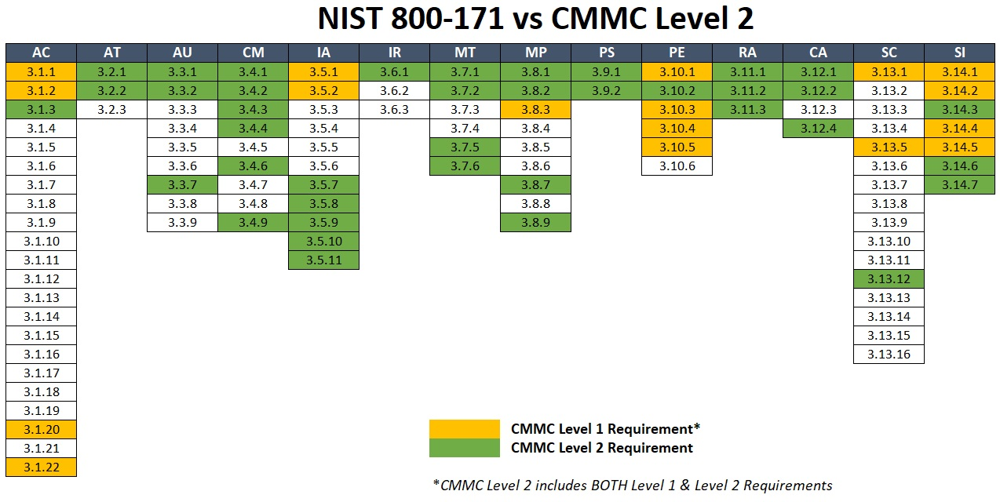 NIST 800-171 vs CMMC Level 2
AC AT AU CM IA IR MT MP PS PE RA CA SC SI
3.1.1 3.2.1 3.3.1 3.4.1 3.5.1 3.6.1 3.7.1 3.8.1 3.9.1 3.10.1 3.11.1 3.12.1 3.13.1 3.14.1
3.1.2 3.2.2 3.3.2 3.4.2 3.5.2 3.6.2 3.7.2 3.8.2 3.9.2 3.10.2 3.11.2 3.12.2 3.13.2 3.14.2
3.1.3 3.2.3 3.3.3 3.4.3 3.5.3 3.6.3 3.7.3 3.8.3 3.10.3 3.11.3 3.12.3 3.13.3 3.14.3
3.1.4 3.3.4 3.4.4 3.5.4 3.7.4 3.8.4 3.10.4 3.12.4 3.13.4 3.14.4
3.1.5 3.3.5 3.4.5 3.5.5 3.7.5 3.8.5 3.10.5 3.13.5 3.14.5
3.1.6 3.3.6 3.4.6 3.5.6 3.7.6 3.8.6 3.10.6 3.13.6 3.14.6
3.1.7 3.3.7 3.4.7 3.5.7 3.8.7 3.13.7 3.14.7
3.1.8 3.3.8 3.4.8 3.5.8 3.8.8 3.13.8
3.1.9 3.3.9 3.4.9 3.5.9 3.8.9 3.13.9
3.1.10 3.5.10 3.13.10
3.1.11 3.5.11 3.13.11
3.1.12 3.13.12
3.1.13 3.13.13
3.1.14 3.13.14
3.1.15 3.13.15
3.1.16 3.13.16
3.1.17
3.1.18
3.1.19
3.1.20 CMMC Level 1 Requirement*
3.1.21 CMMC Level 2 Requirement
3.1.22
*CMMC Level 2 includes BOTH Level 1 & Level 2 Requirements